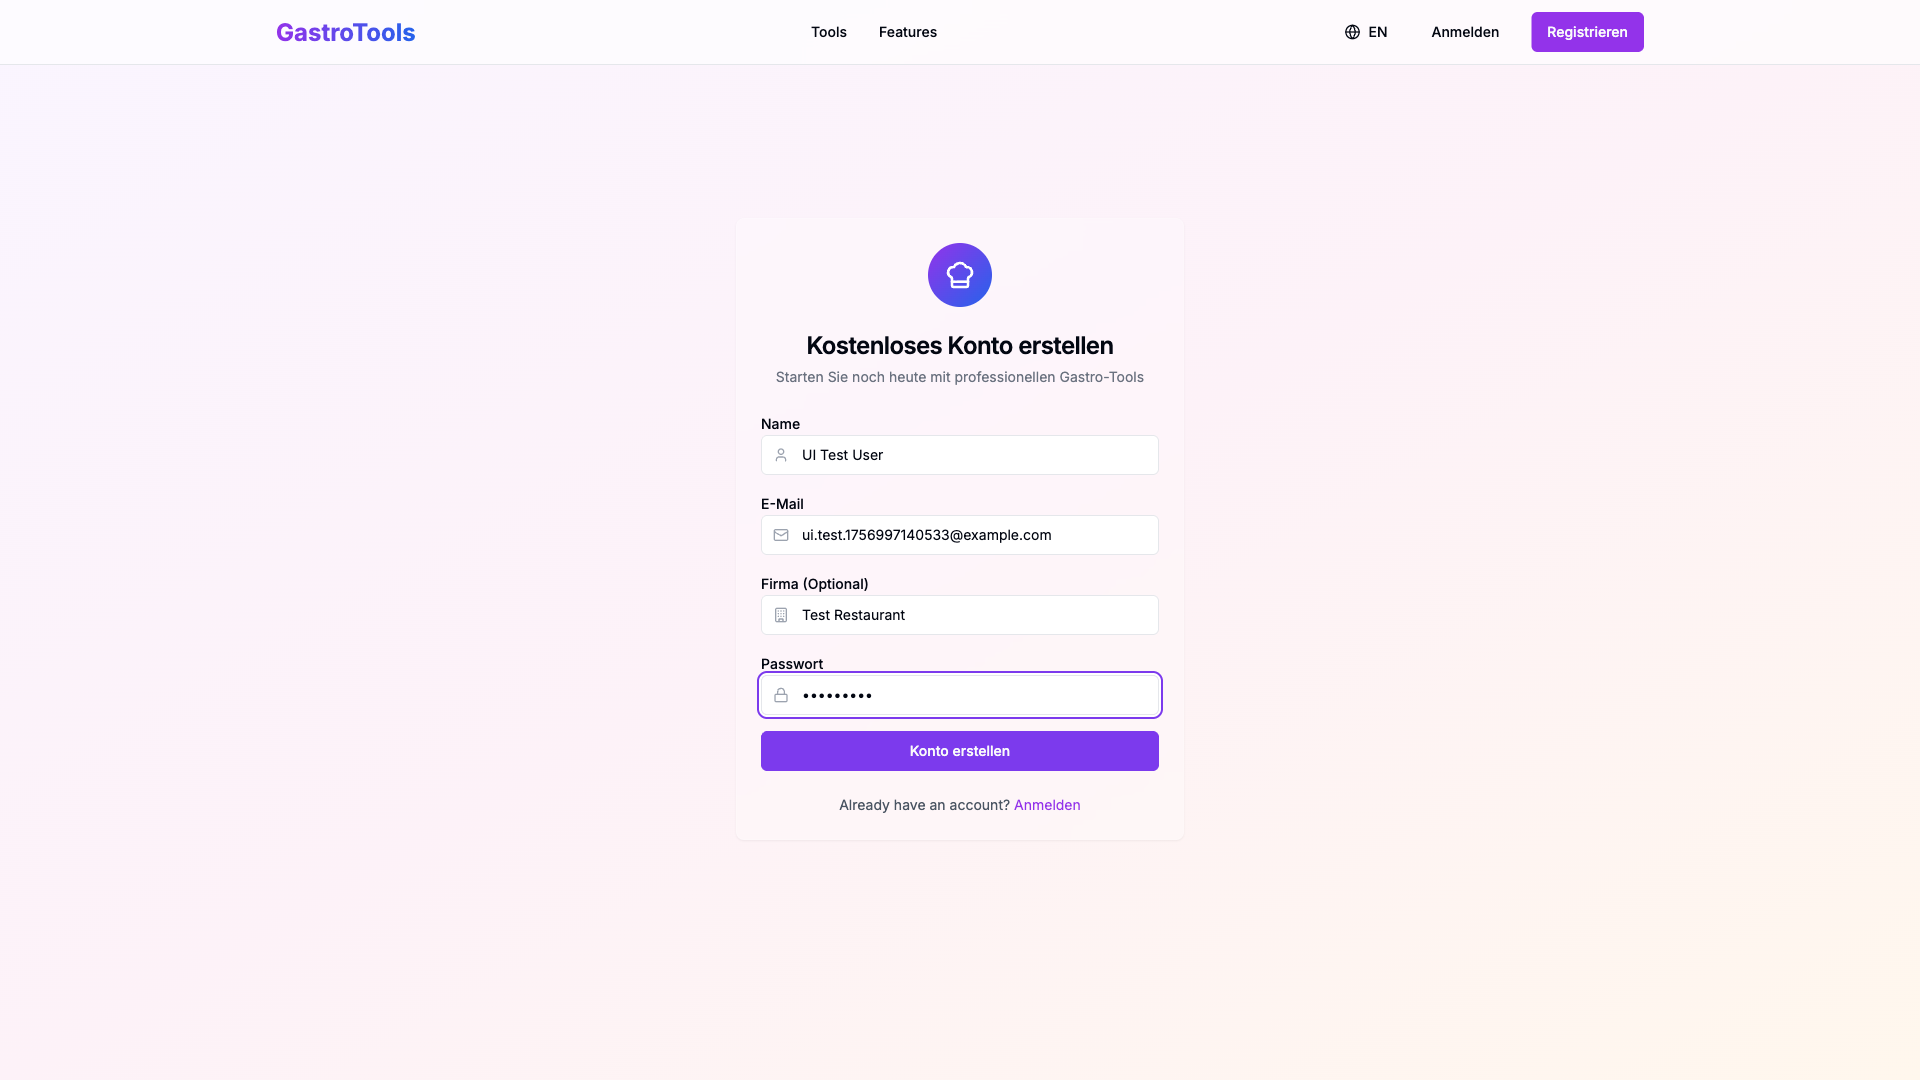 GastroTools
Tools
Features
EN
Anmelden
Registrieren
Kostenloses Konto erstellen
Starten Sie noch heute mit professionellen Gastro-Tools
Name
UI Test User
E-Mail
ui.test.1756997140533@example.com
Firma (Optional)
Test Restaurant
Passwort
•••••••••
Konto erstellen
Already have an account? Anmelden